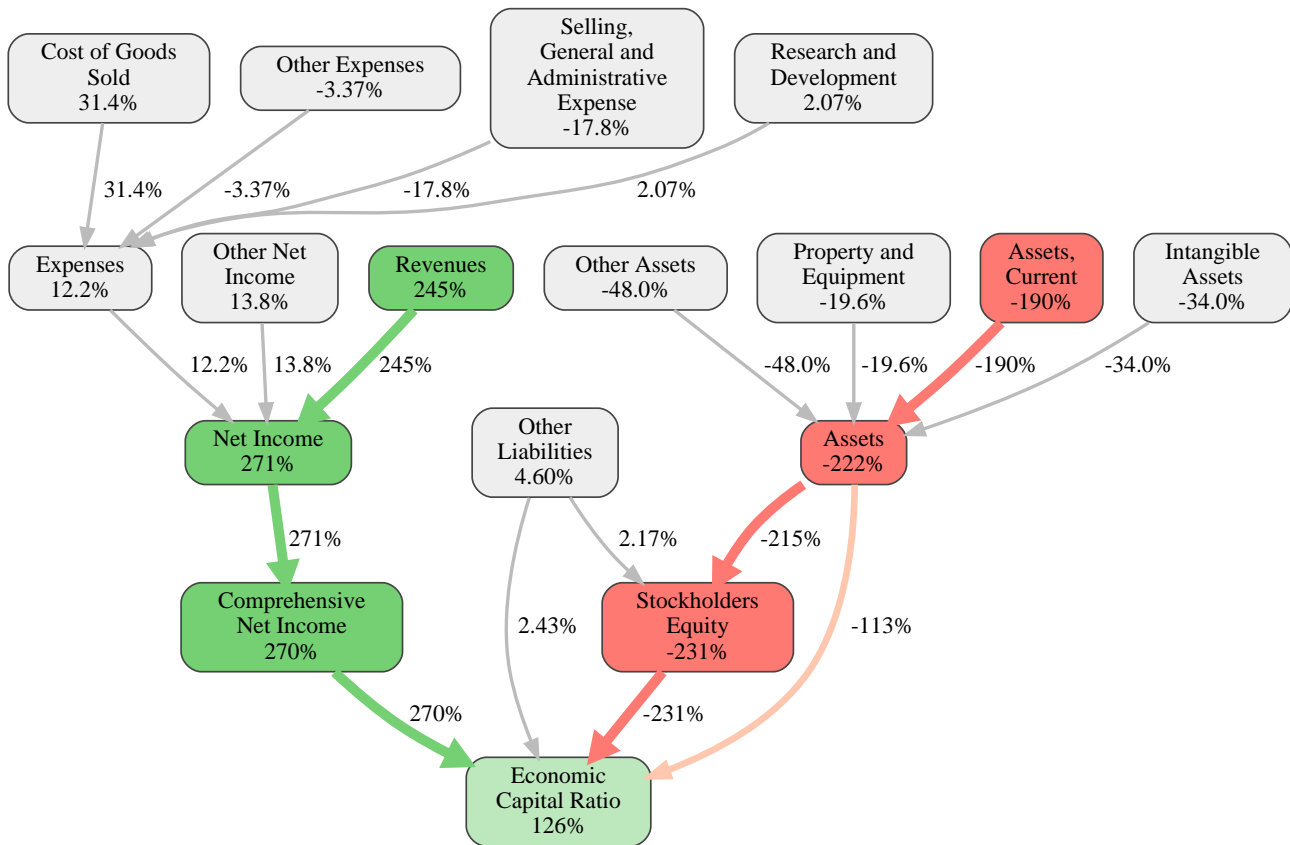 Cost of Goods
Sold
31.4%
Other Expenses
-3.37%
Selling,
General and
Administrative
Expense
-17.8%
Research and
Development
2.07%
31.4%
-3.37%
-17.8%
2.07%
Expenses
12.2%
Other Net
Income
13.8%
Revenues
245%
Other Assets
-48.0%
Property and
Equipment
-19.6%
Assets,
Current
-190%
Intangible
Assets
-34.0%
12.2%
13.8%
245%
-48.0%
-19.6%
-190%
-34.0%
Net Income
271%
Other
Liabilities
4.60%
Assets
-222%
271%
2.17%
-215%
Comprehensive
Net Income
270%
2.43%
Stockholders
Equity
-231%
-113%
270%
-231%
Economic
Capital Ratio
126%